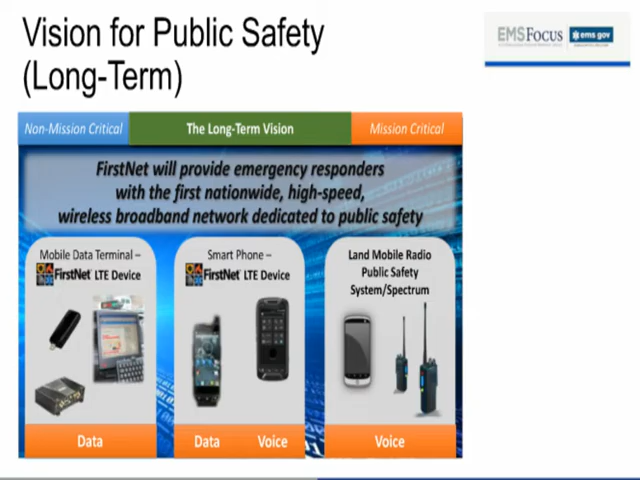 Vision for Public Safety
(Long-Term)
EMSFocus
ems.gov
Non-Mission Critical
The Long-Term Vision
Mission Critical
FirstNet will provide emergency responders
with the first nationwide, high-speed,
wireless broadband network dedicated to public safety
Mobile Data Terminal –
FirstNet LTE Device
Smart Phone –
FirstNet LTE Device
Land Mobile Radio
Public Safety
System/Spectrum
Data
Data
Voice
Voice